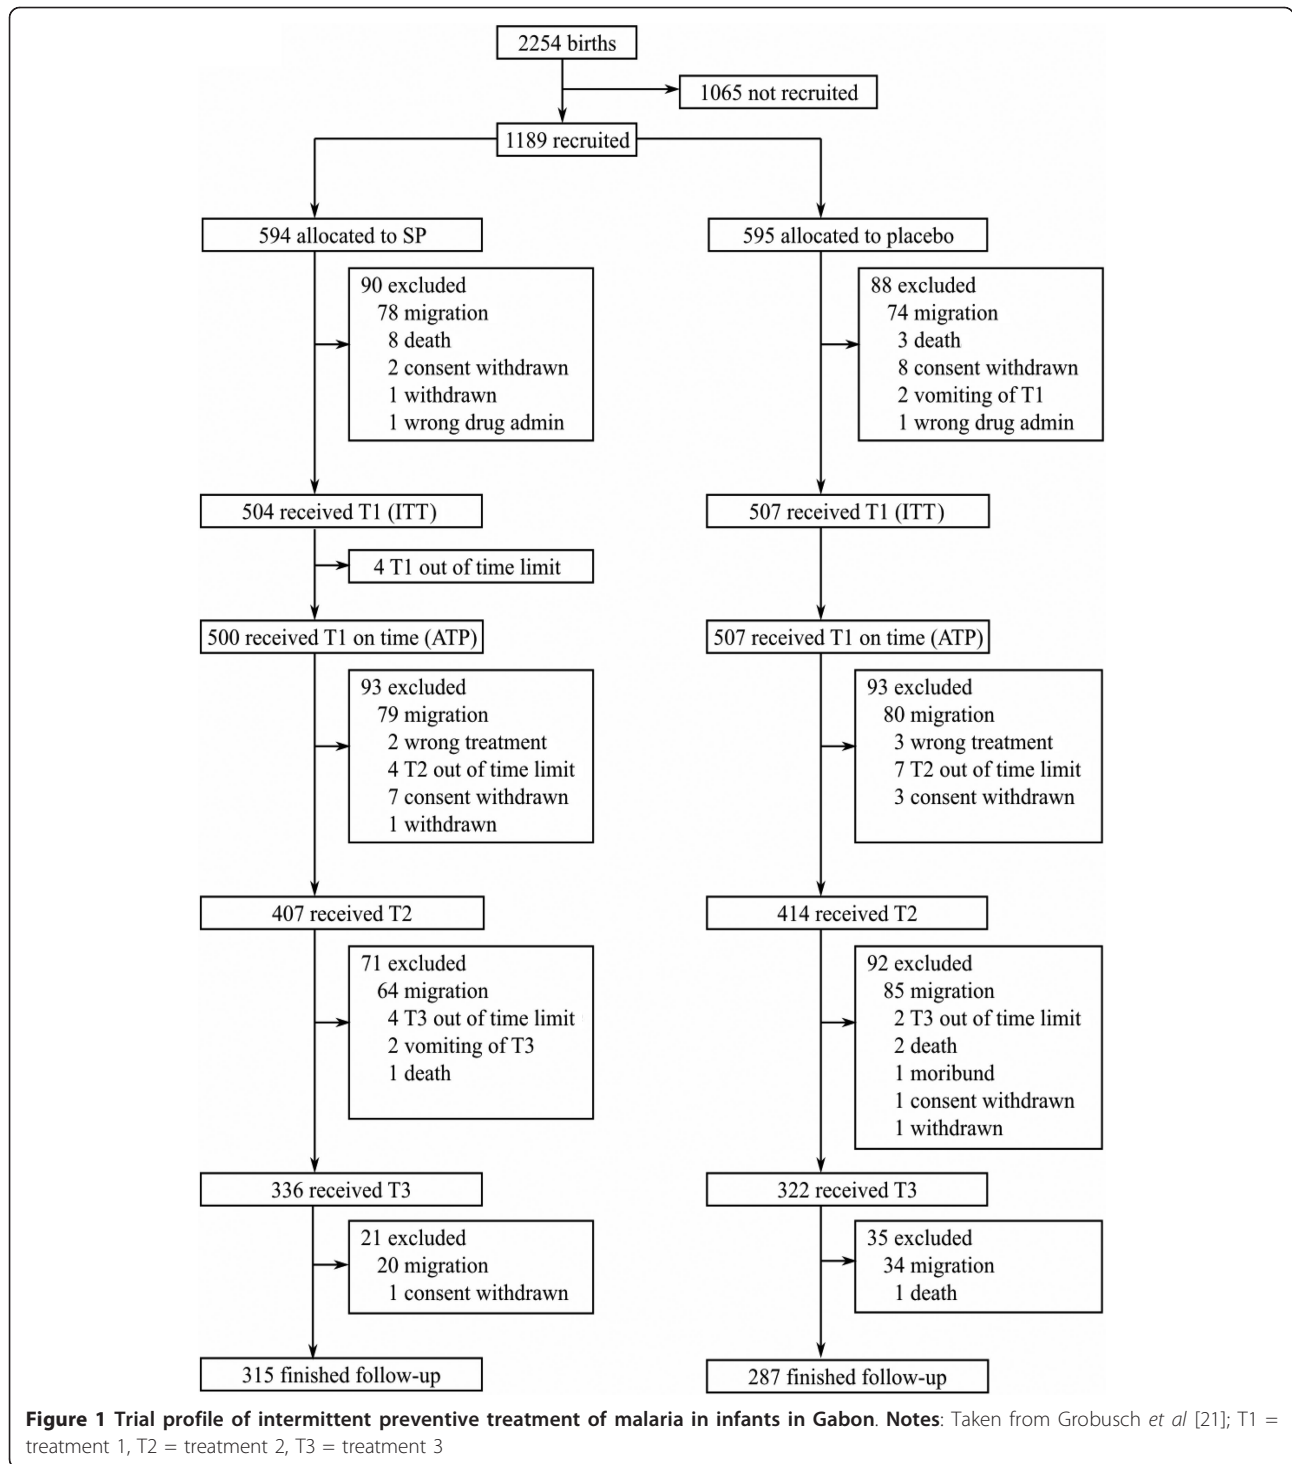 2254 births
1065 not recruited
1189 recruited
594 allocated to SP
595 allocated to placebo
90 excluded
78 migration
8 death
2 consent withdrawn
1 withdrawn
1 wrong drug admin
88 excluded
74 migration
3 death
8 consent withdrawn
2 vomiting of T1
1 wrong drug admin
504 received T1 (ITT)
507 received T1 (ITT)
4 T1 out of time limit
500 received T1 on time (ATP)
507 received T1 on time (ATP)
93 excluded
79 migration
2 wrong treatment
4 T2 out of time limit
7 consent withdrawn
1 withdrawn
93 excluded
80 migration
3 wrong treatment
7 T2 out of time limit
3 consent withdrawn
407 received T2
414 received T2
71 excluded
64 migration
4 T3 out of time limit
2 vomiting of T3
1 death
92 excluded
85 migration
2 T3 out of time limit
2 death
1 moribund
1 consent withdrawn
1 withdrawn
336 received T3
322 received T3
21 excluded
20 migration
1 consent withdrawn
35 excluded
34 migration
1 death
315 finished follow-up
287 finished follow-up
Figure 1 Trial profile of intermittent preventive treatment of malaria in infants in Gabon. Notes: Taken from Grobusch et al [21]; T1 =
treatment 1, T2 = treatment 2, T3 = treatment 3